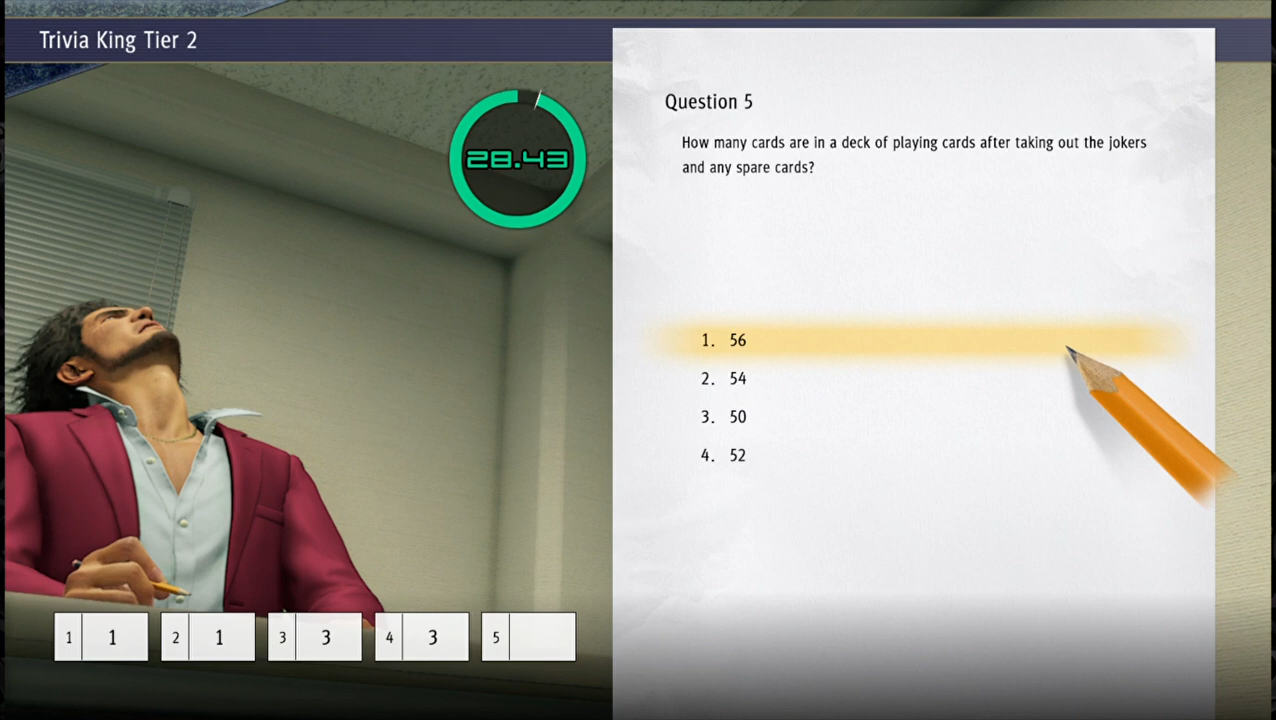 Trivia King Tier 2
28.43
Question 5
How many cards are in a deck of playing cards after taking out the jokers
and any spare cards?
1. 56
2. 54
3. 50
4. 52
1 1 2 1 3 3 4 3 5